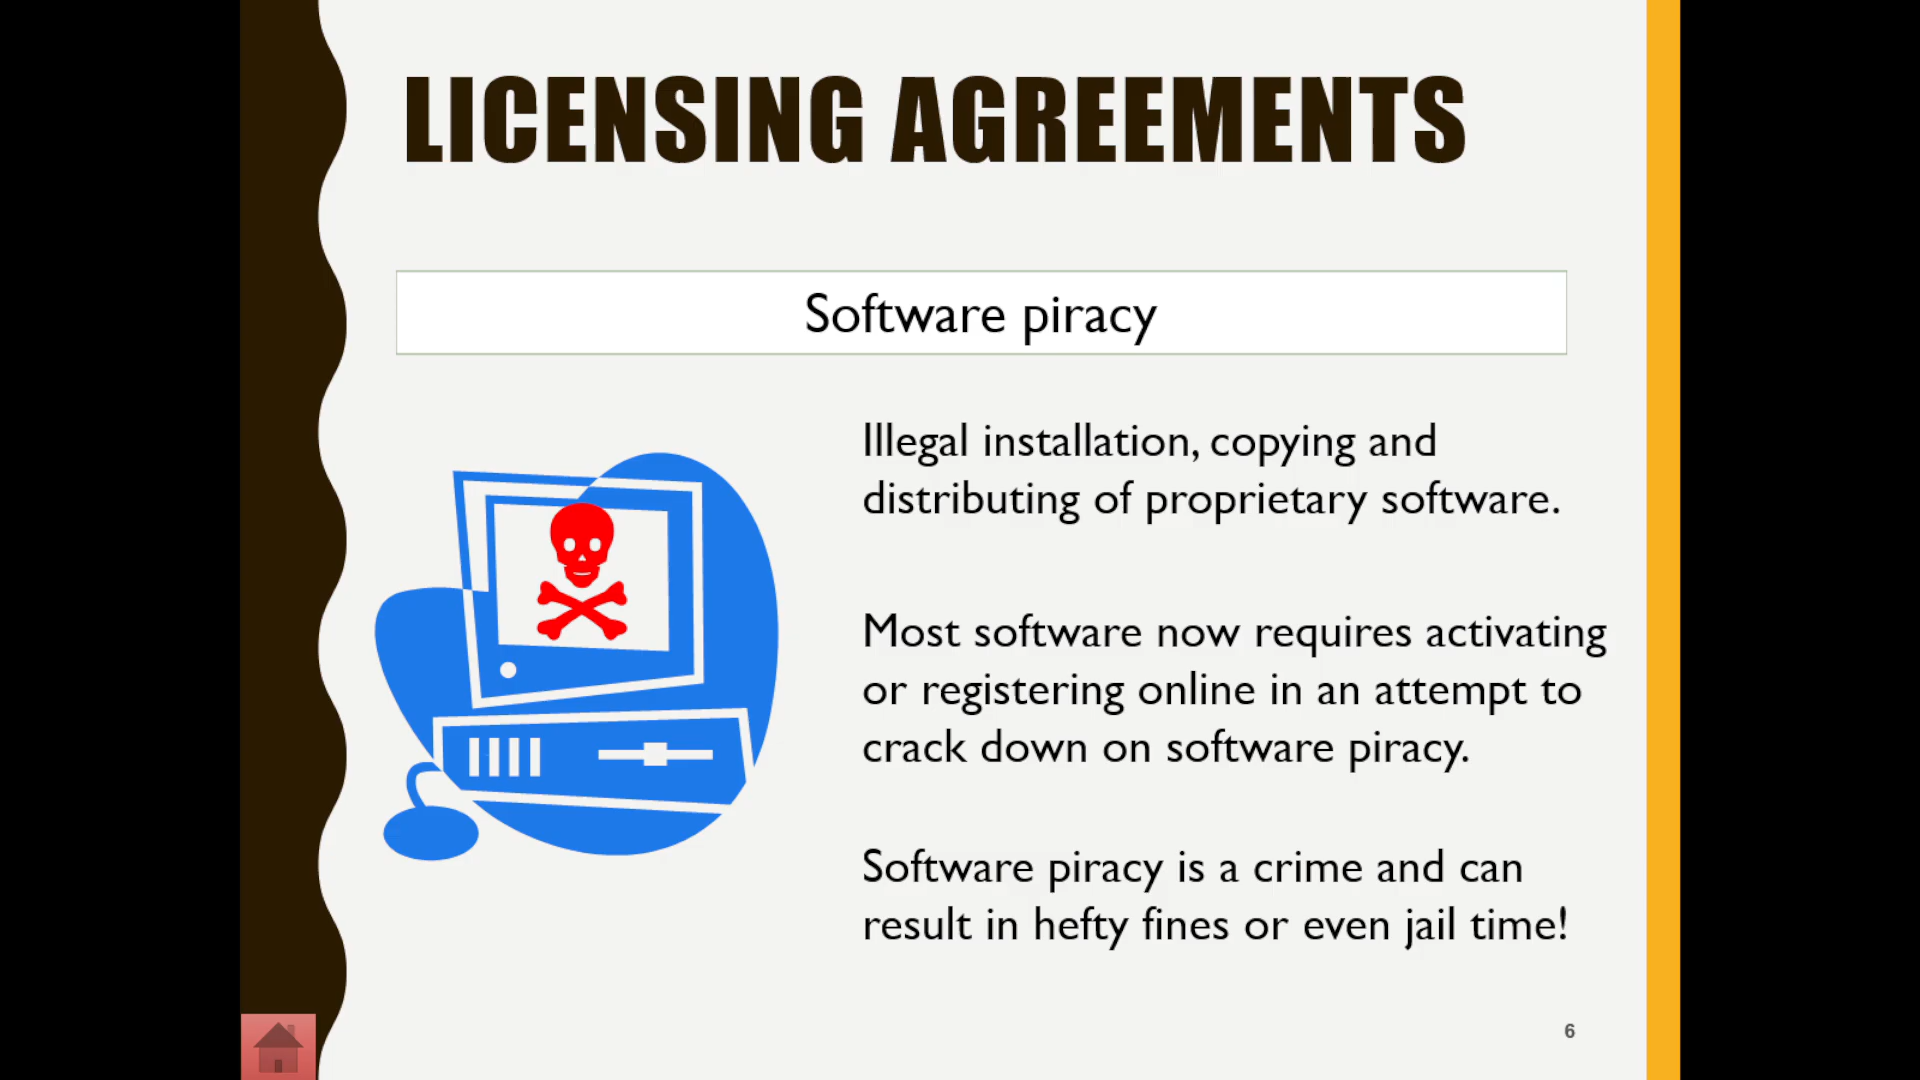 LICENSING AGREEMENTS
Software piracy
Illegal installation, copying and
distributing of proprietary software.
Most software now requires activating
or registering online in an attempt to
crack down on software piracy.
Software piracy is a crime and can
result in hefty fines or even jail time!
6